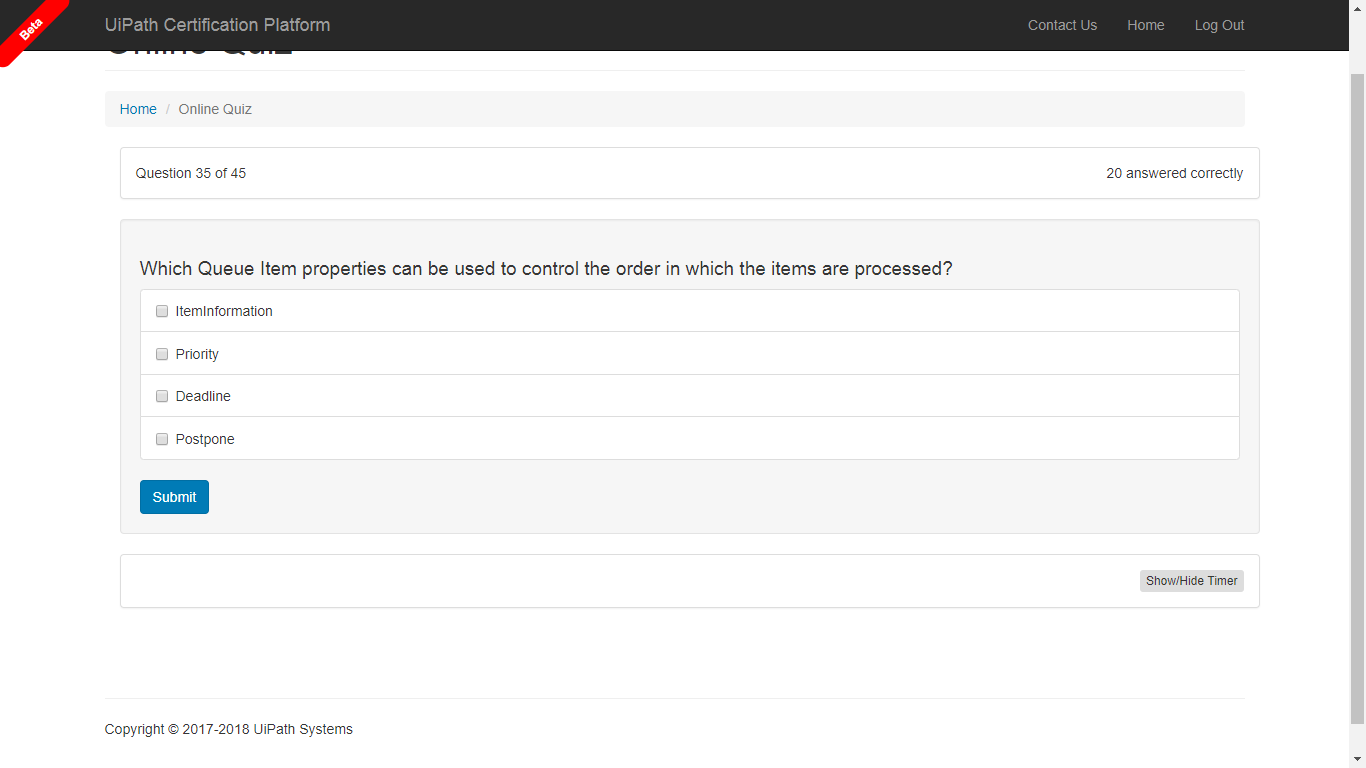 Beta
UiPath Certification Platform
Contact Us
Home
Log Out
Online Quiz
Home / Online Quiz
Question 35 of 45
20 answered correctly
Which Queue Item properties can be used to control the order in which the items are processed?
ItemInformation
Priority
Deadline
Postpone
Submit
Show/Hide Timer
Copyright © 2017-2018 UiPath Systems